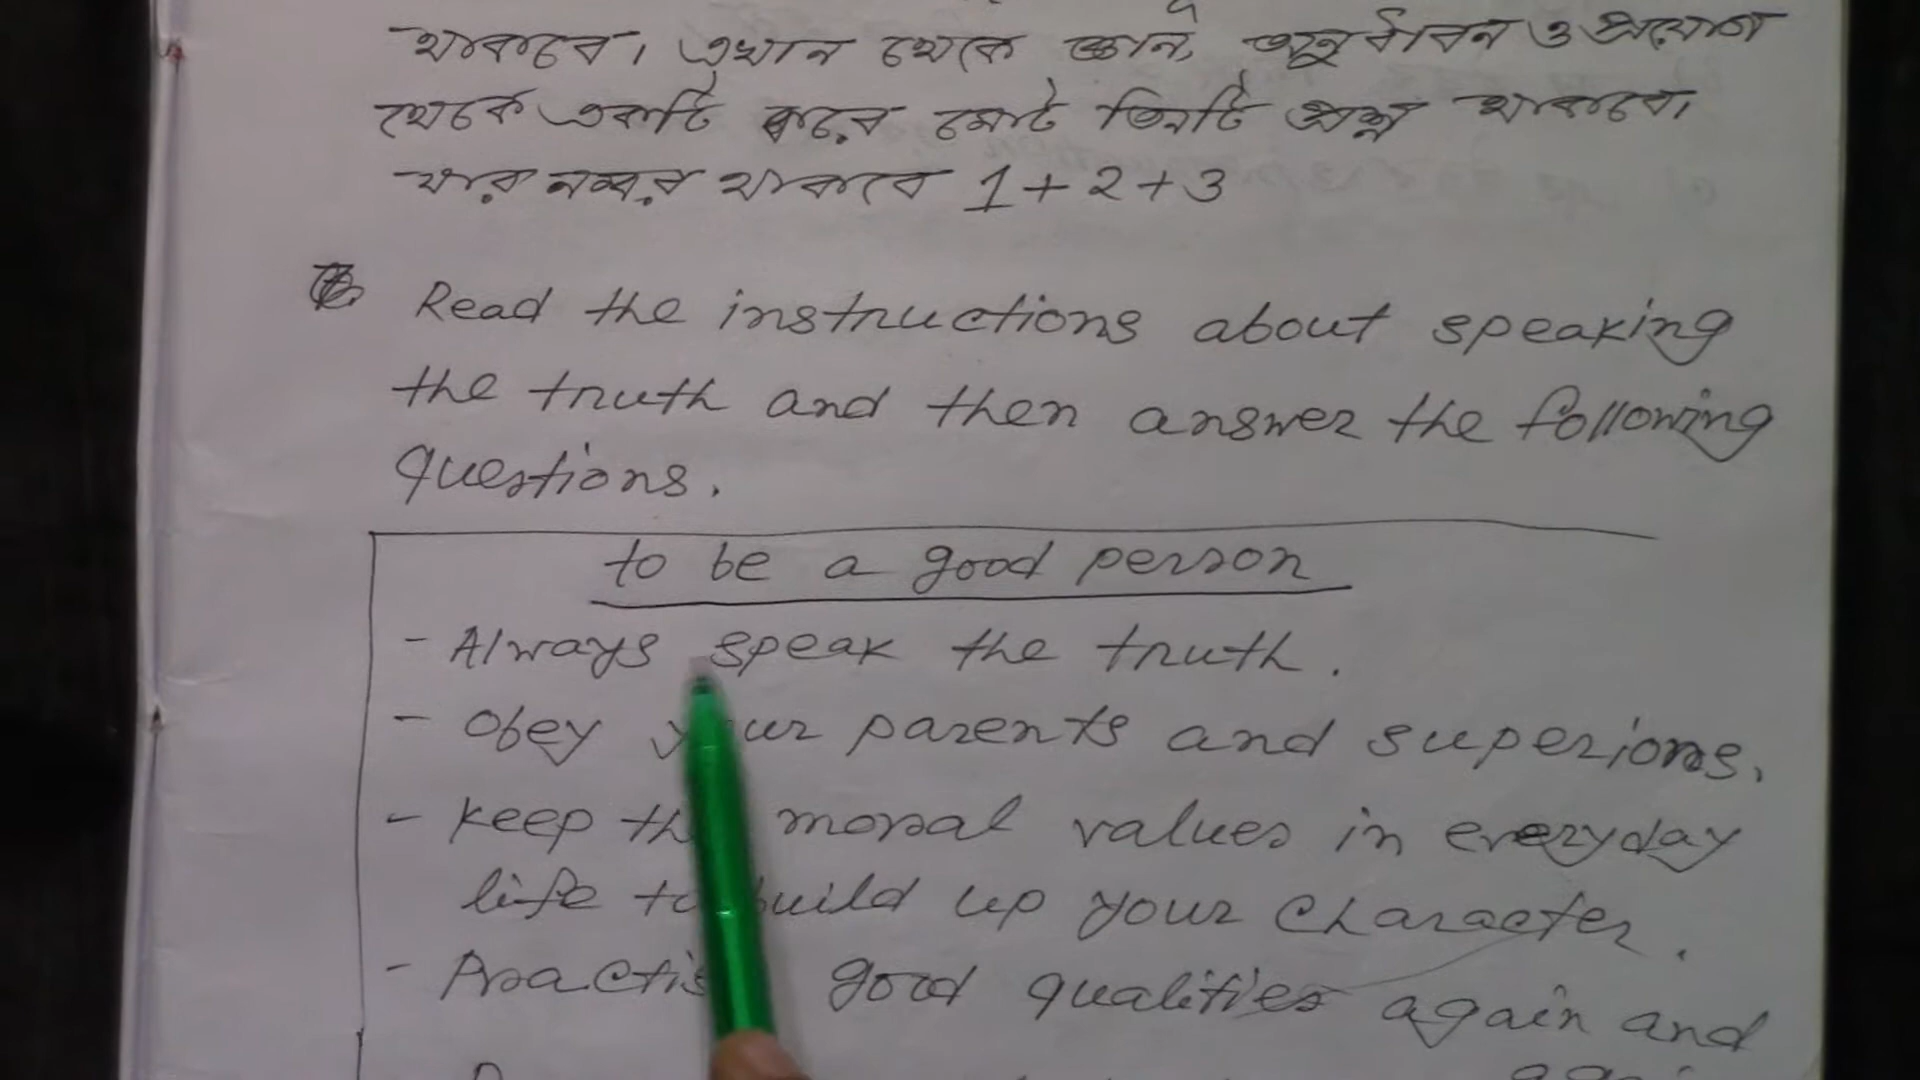 থাকবে। এখান থেকে জ্ঞান, অনুধাবন ও প্রয়োগ
থেকে একটি করে মোট তিনটি প্রশ্ন থাকবে।
যার নম্বর থাকবে 1+2+3
Read the instructions about speaking
the truth and then answer the following
questions.
to be a good person
- Always speak the truth.
- Obey your parents and superiors.
- Keep the moral values in everyday
life to build up your character.
- Practise good qualities again and